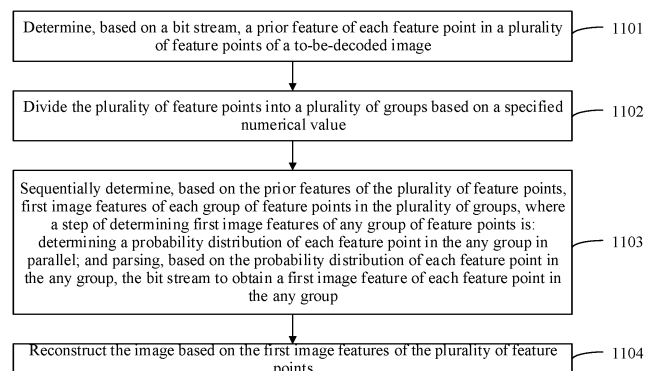 Determine, based on a bit stream, a prior feature of each feature point in a plurality
of feature points of a to-be-decoded image
1101
Divide the plurality of feature points into a plurality of groups based on a specified
numerical value
1102
Sequentially determine, based on the prior features of the plurality of feature points,
first image features of each group of feature points in the plurality of groups, where
a step of determining first image features of any group of feature points is:
determining a probability distribution of each feature point in the any group in
parallel; and parsing, based on the probability distribution of each feature point in
the any group, the bit stream to obtain a first image feature of each feature point in
the any group
1103
Reconstruct the image based on the first image features of the plurality of feature
points
1104